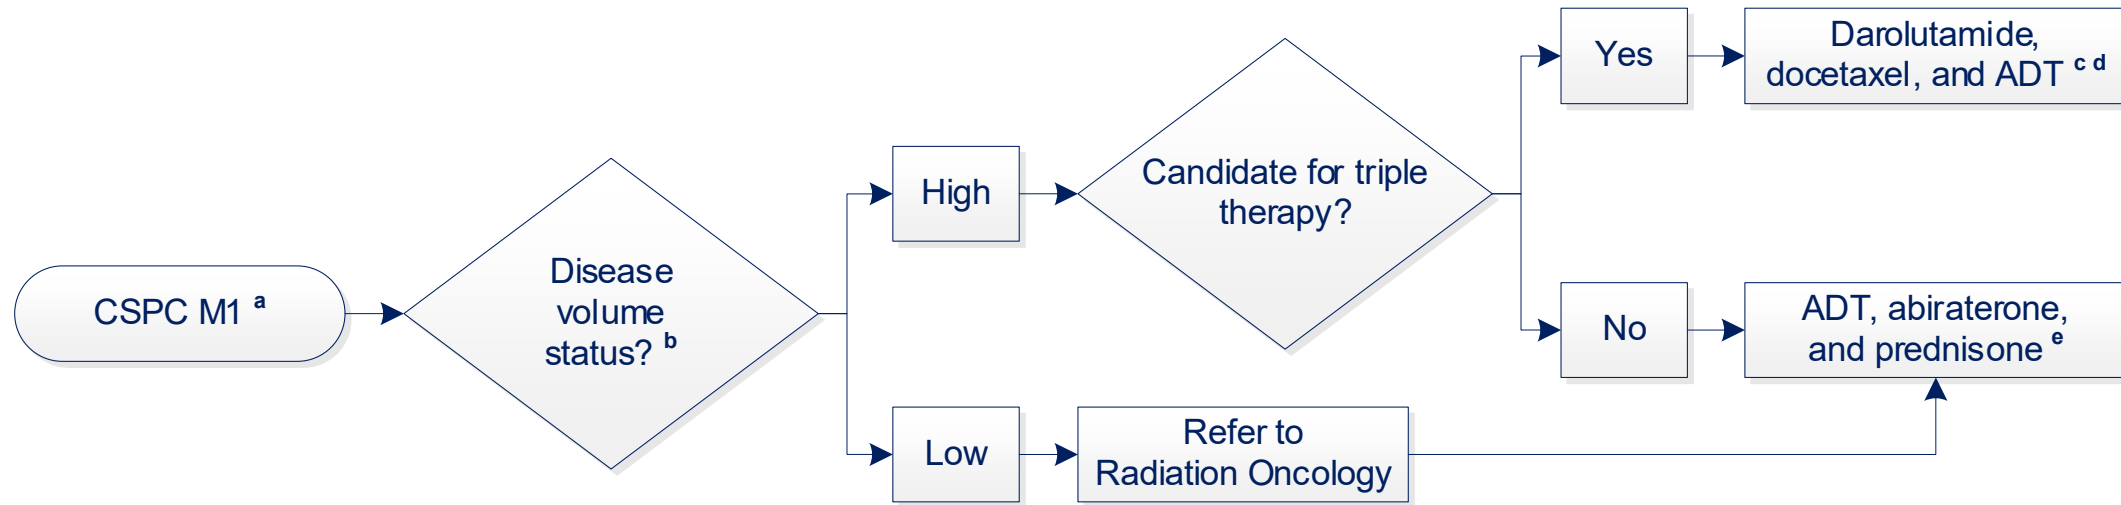 CSPC M1 a
Disease
volume
status? b
High
Candidate for triple
therapy?
Yes
Darolutamide,
docetaxel, and ADT c d
No
ADT, abiraterone,
and prednisone e
Low
Refer to
Radiation Oncology